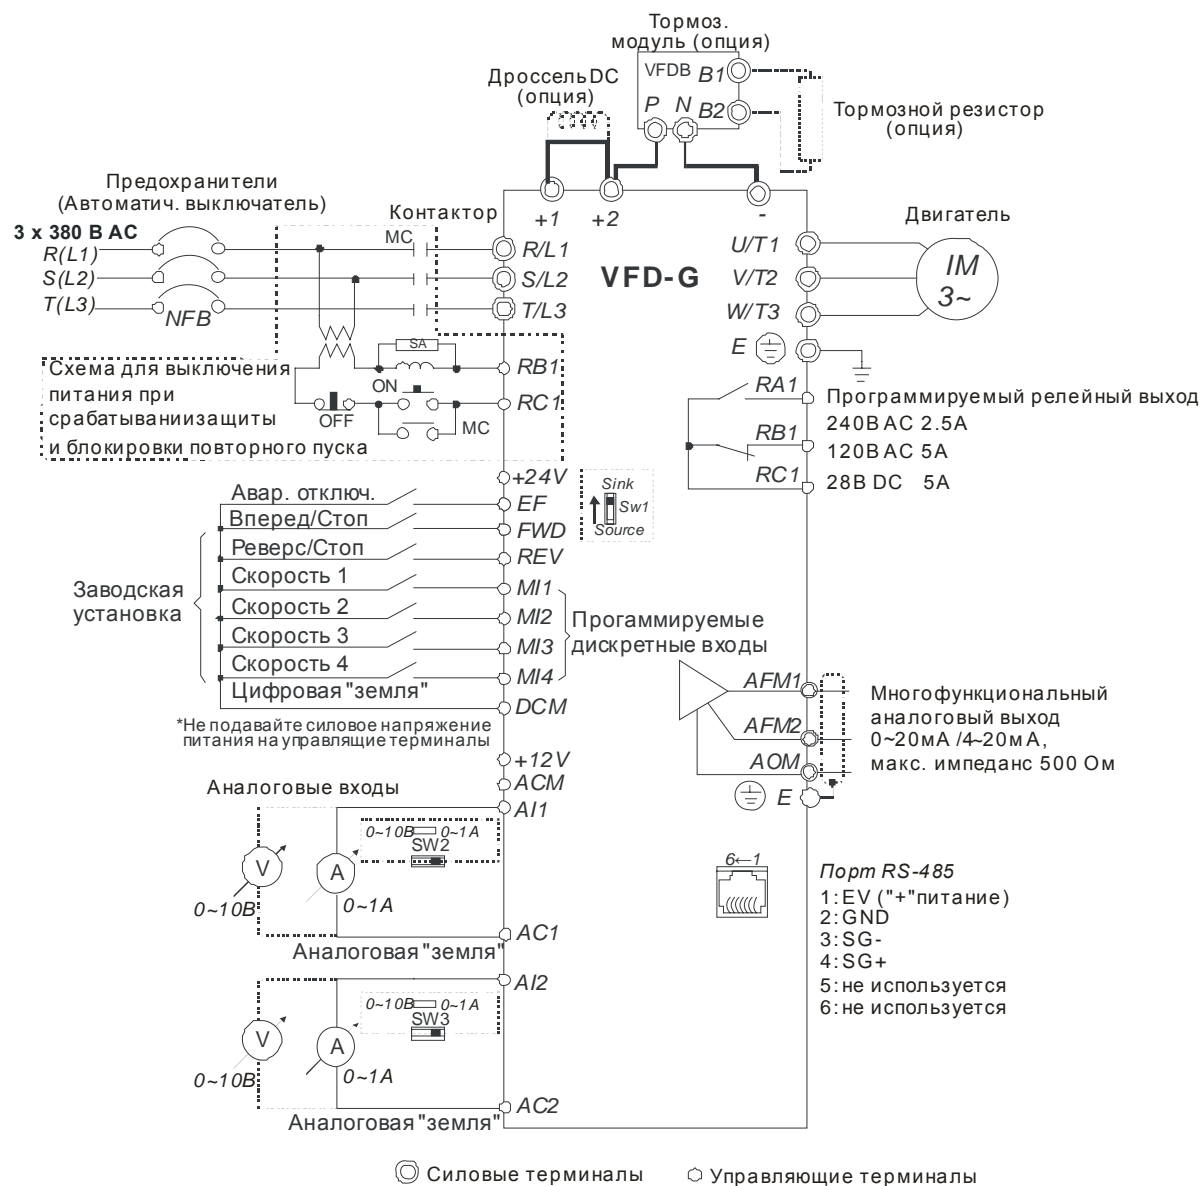 Тормоз.
модуль (опция)
VFDB
B1
P N B2
Дроссель DC
(опция)
Тормозной резистор
(опция)
Предохранители
(Автоматич. выключатель)
Контактор
+1 +2 -
Двигатель
3 x 380 В AC
R(L1)
S(L2)
T(L3)
NFB
MC
R/L1
S/L2
T/L3
VFD-G
U/T1
V/T2
W/T3
E
IM
3~
Схема для выключения
питания при
срабатываниизащиты
и блокировки повторного пуска
SA
ON
OFF
MC
RB1
RC1
RA1
RB1
RC1
Программируемый релейный выход
240В AC 2.5A
120В AC 5A
28В DC 5A
+24V
EF
FWD
REV
MI1
MI2
MI3
MI4
DCM
Sink
Sw1
Source
Авар. отключ.
Вперед/Стоп
Реверс/Стоп
Скорость 1
Скорость 2
Скорость 3
Скорость 4
Цифровая "земля"
Заводская
установка
Прогаммируемые
дискретные входы
*Не подавайте силовое напряжение
питания на управлящие терминалы
+12V
ACM
AI1
Аналоговые входы
0~10В 0~1A
SW2
V
A
0~10В
0~1A
AC1
Аналоговая "земля"
AI2
0~10В 0~1A
SW3
V
A
0~10В
0~1A
AC2
Аналоговая "земля"
AFM1
AFM2
AOM
E
Многофункциональный
аналоговый выход
0~20мА /4~20мА,
макс. импеданс 500 Ом
6←1
Порт RS-485
1: EV ("+"питание)
2: GND
3: SG-
4: SG+
5: не используется
6: не используется
Силовые терминалы
Управляющие терминалы